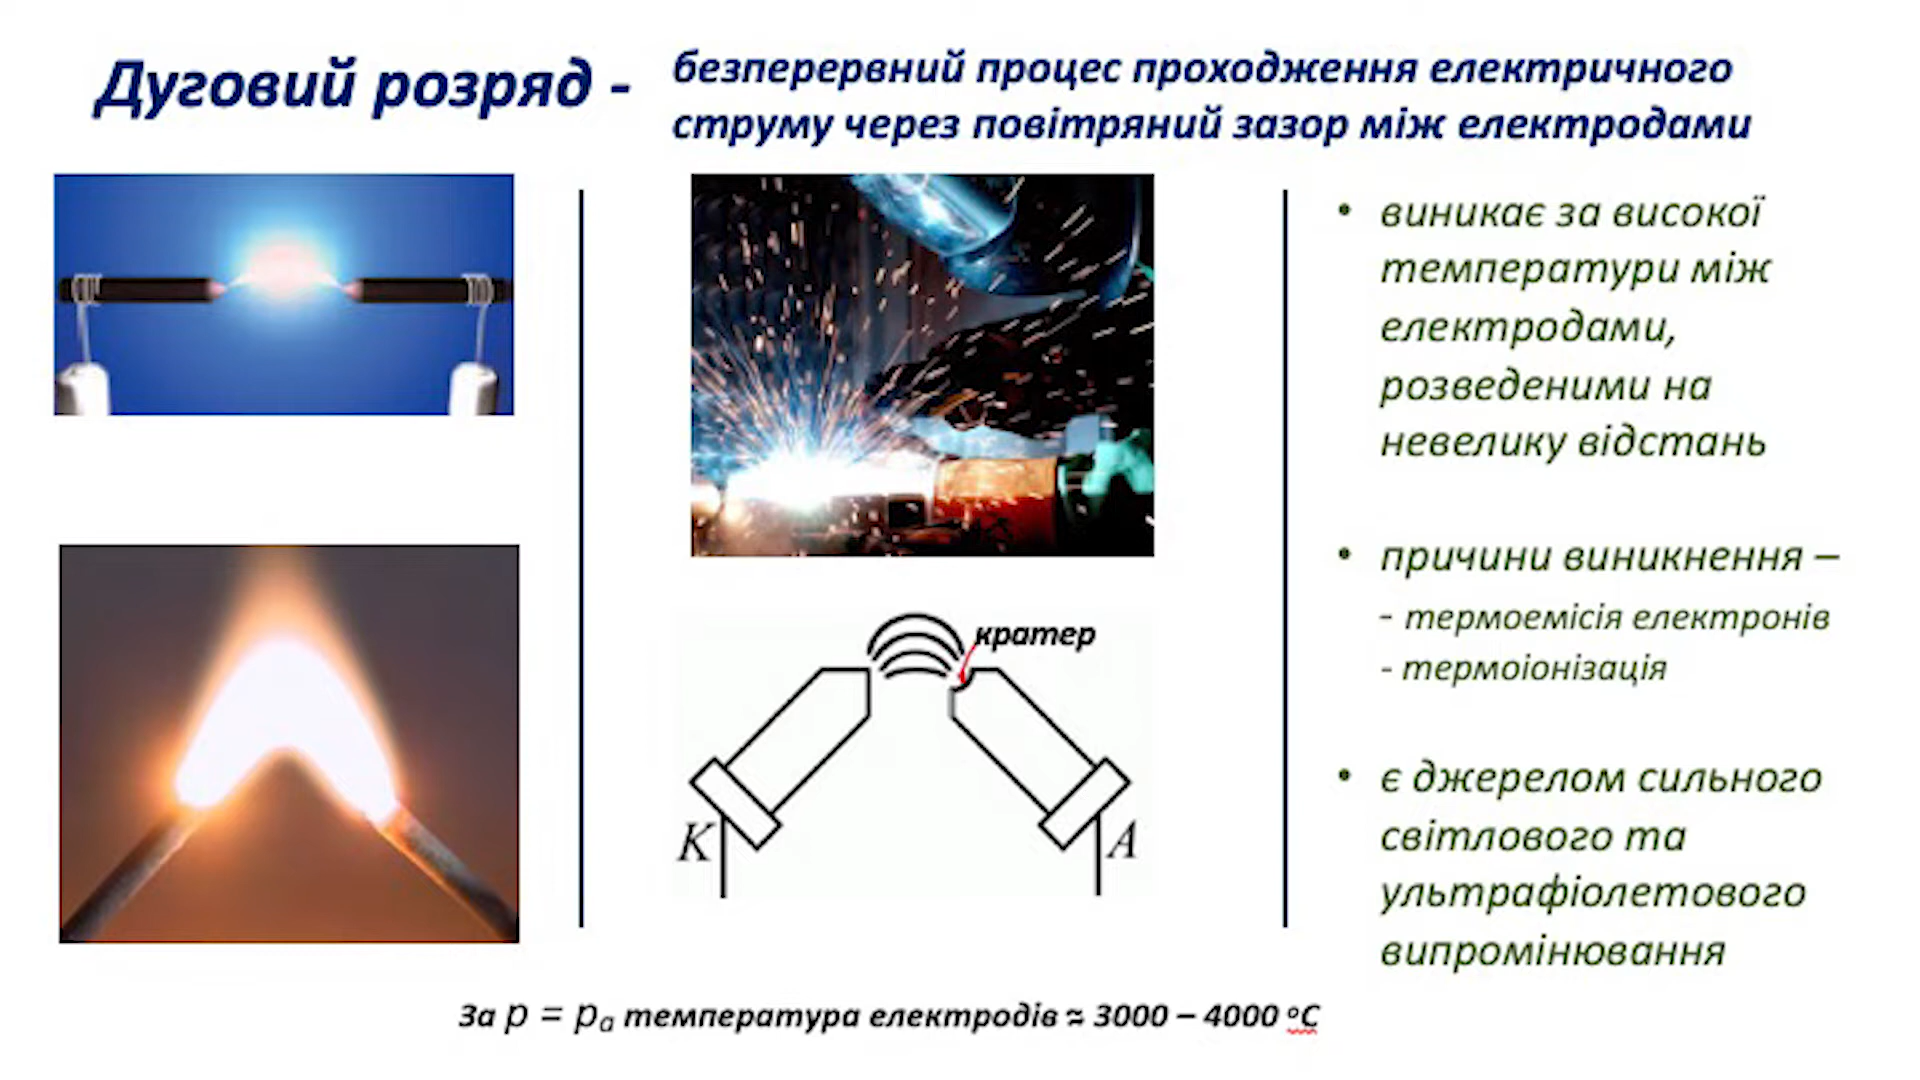 Дуговий розряд -
безперервний процес проходження електричного
струму через повітряний зазор між електродами
кратер
K
A
• виникає за високої
температури між
електродами,
розведеними на
невелику відстань
• причини виникнення –
- термоемісія електронів
- термоіонізація
• є джерелом сильного
світлового та
ультрафіолетового
випромінювання
За p = pₐ температура електродів ≈ 3000 – 4000 ºС